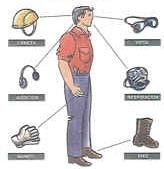 CABEZA
VISTA
AUDICION
RESPIRACION
MANOS
PIES